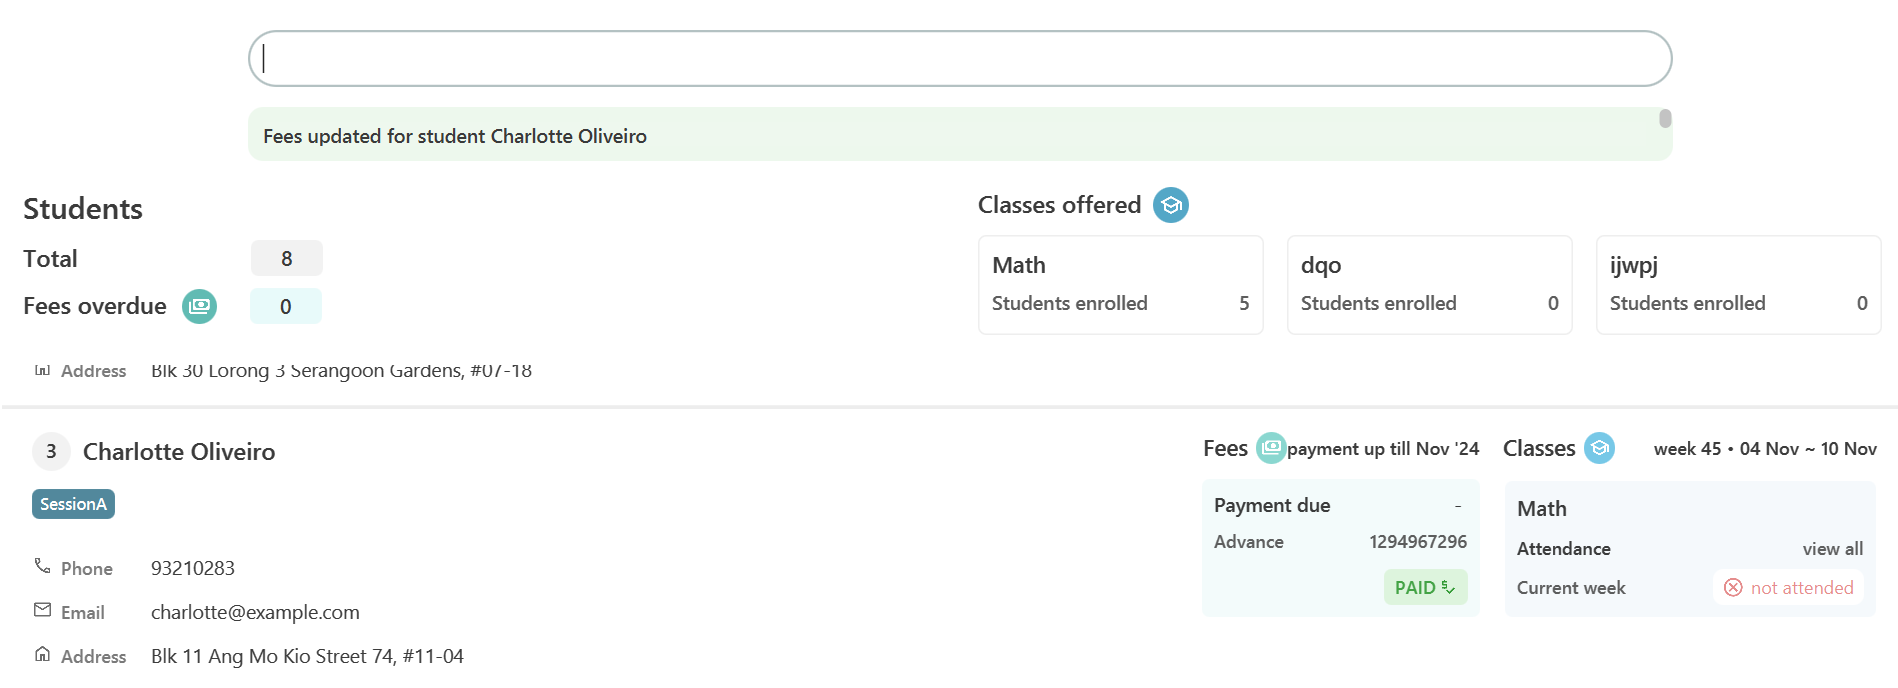 Fees updated for student Charlotte Oliveiro
Students
Total 8
Fees overdue 0
Classes offered
Math
Students enrolled 5
dqo
Students enrolled 0
ijwpj
Students enrolled 0
Address Blk 30 Lorong 3 Serangoon Gardens, #07-18
3 Charlotte Oliveiro
SessionA
Phone 93210283
Email charlotte@example.com
Address Blk 11 Ang Mo Kio Street 74, #11-04
Fees payment up till Nov '24
Payment due -
Advance 1294967296
PAID
Classes week 45 • 04 Nov ~ 10 Nov
Math
Attendance view all
Current week not attended